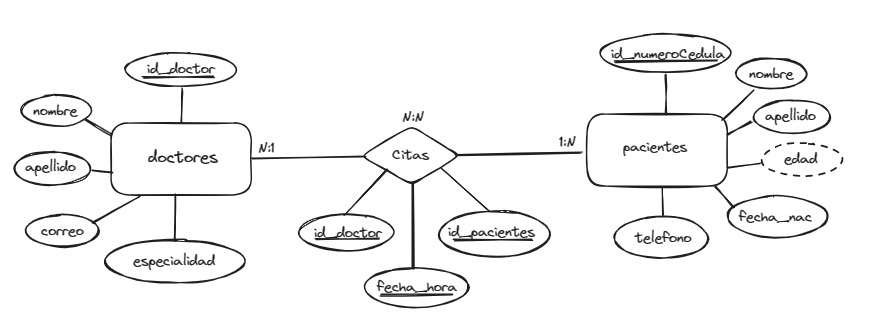 id_numeroCedula
id_doctor
nombre
nombre
N:N
apellido
N:1
doctores
citas
1:N
pacientes
edad
apellido
fecha_nac
correo
id_doctor
id_pacientes
telefono
especialidad
fecha_hora